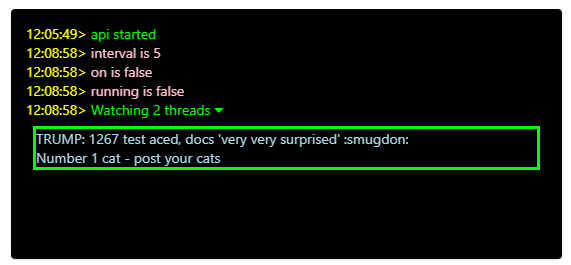 12:05:49> api started
12:08:58> interval is 5
12:08:58> on is false
12:08:58> running is false
12:08:58> Watching 2 threads
TRUMP: 1267 test aced, docs 'very very surprised' :smugdon:
Number 1 cat - post your cats